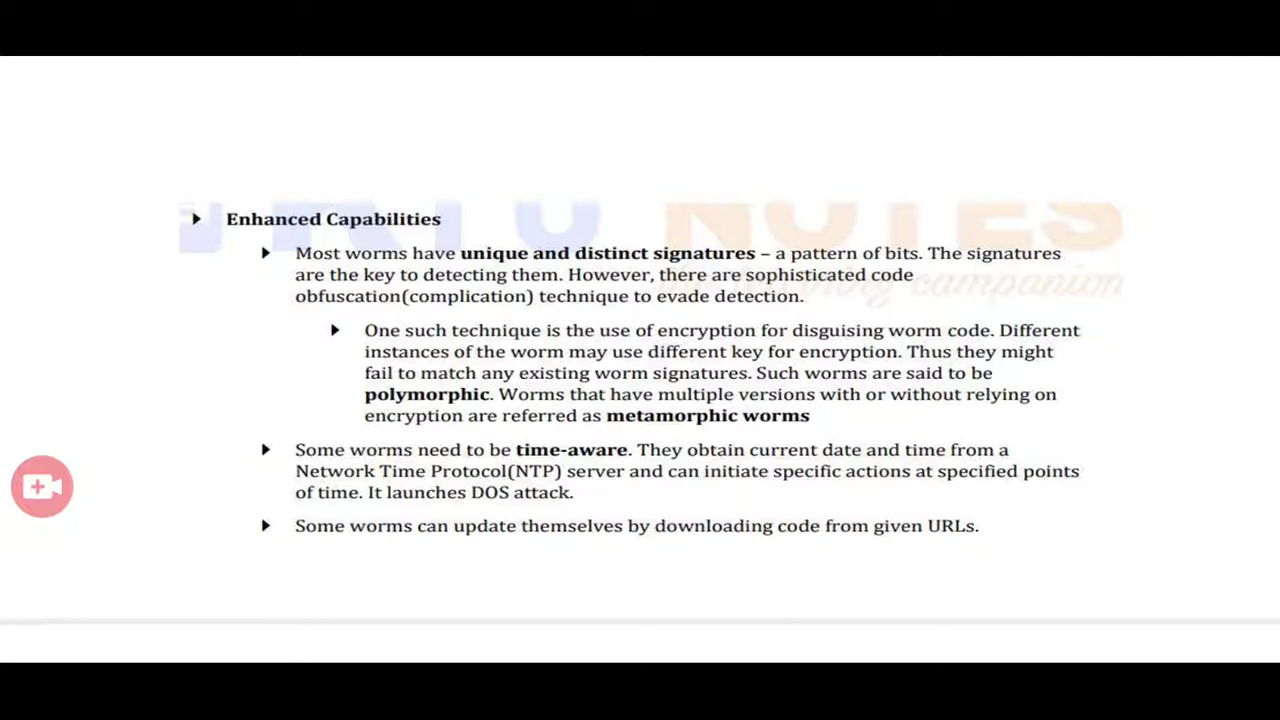 Enhanced Capabilities
Most worms have unique and distinct signatures – a pattern of bits. The signatures
are the key to detecting them. However, there are sophisticated code
obfuscation(complication) technique to evade detection.
One such technique is the use of encryption for disguising worm code. Different
instances of the worm may use different key for encryption. Thus they might
fail to match any existing worm signatures. Such worms are said to be
polymorphic. Worms that have multiple versions with or without relying on
encryption are referred as metamorphic worms
Some worms need to be time-aware. They obtain current date and time from a
Network Time Protocol(NTP) server and can initiate specific actions at specified points
of time. It launches DOS attack.
Some worms can update themselves by downloading code from given URLs.
NOTES
companion